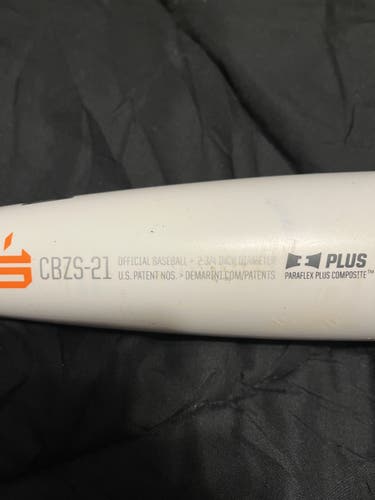 CBZS-21
OFFICIAL BASEBALL • 2 3/4 INCH DIAMETER
U.S. PATENT NOS. > DEMARINI.COM/PATENTS
PLUS
PARAFLEX PLUS COMPOSITE™